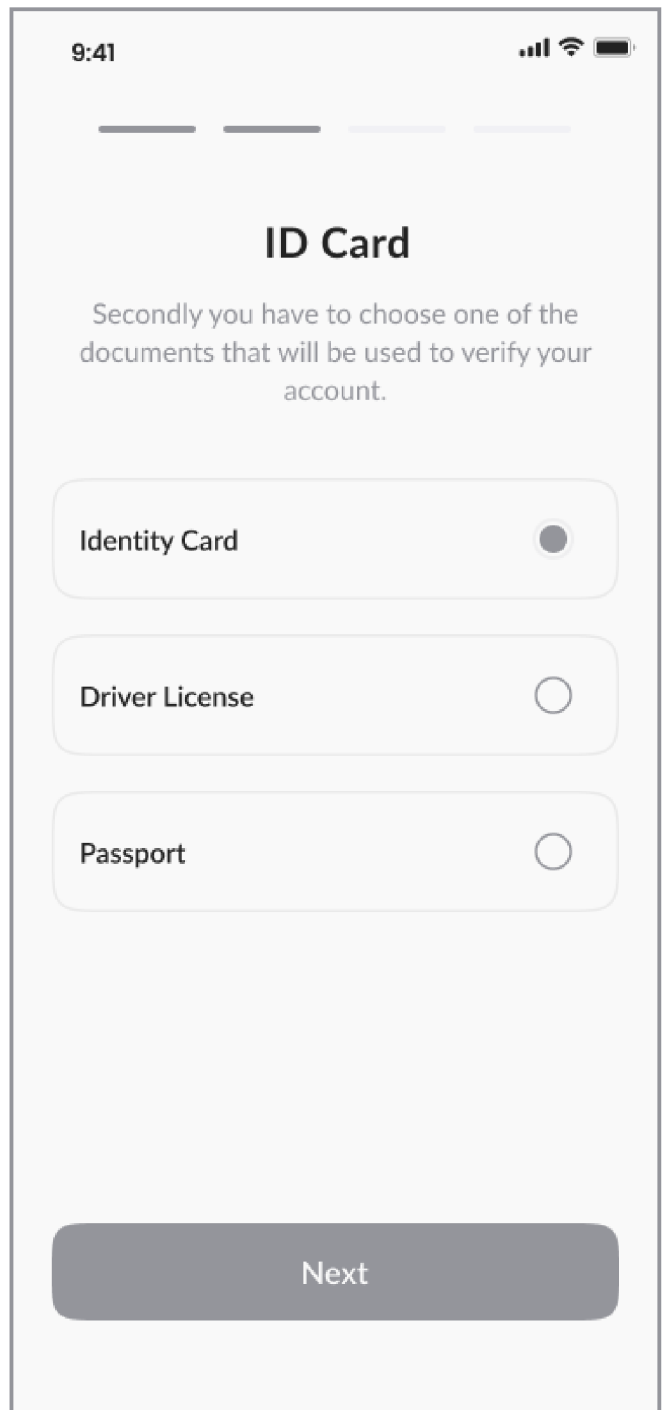 9:41
ID Card
Secondly you have to choose one of the
documents that will be used to verify your
account.
Identity Card
Driver License
Passport
Next